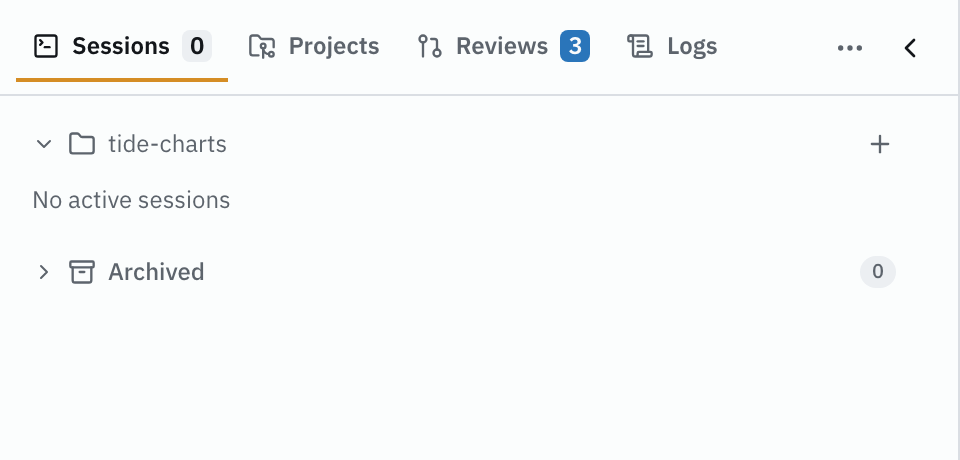 Sessions 0 Projects Reviews 3 Logs
tide-charts
No active sessions
Archived 0